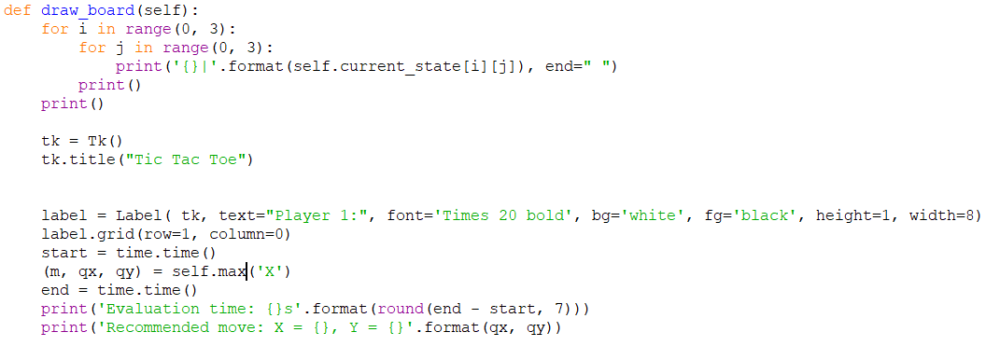 def draw_board(self):
    for i in range(0, 3):
        for j in range(0, 3):
            print('{}|'.format(self.current_state[i][j]), end=" ")
        print()
    print()

    tk = Tk()
    tk.title("Tic Tac Toe")


    label = Label( tk, text="Player 1:", font='Times 20 bold', bg='white', fg='black', height=1, width=8)
    label.grid(row=1, column=0)
    start = time.time()
    (m, qx, qy) = self.max('X')
    end = time.time()
    print('Evaluation time: {}s'.format(round(end - start, 7)))
    print('Recommended move: X = {}, Y = {}'.format(qx, qy))